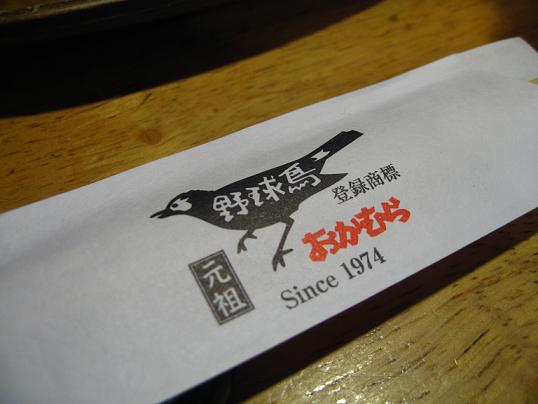 野球鳥
登録商標
おかむら
元祖
Since 1974